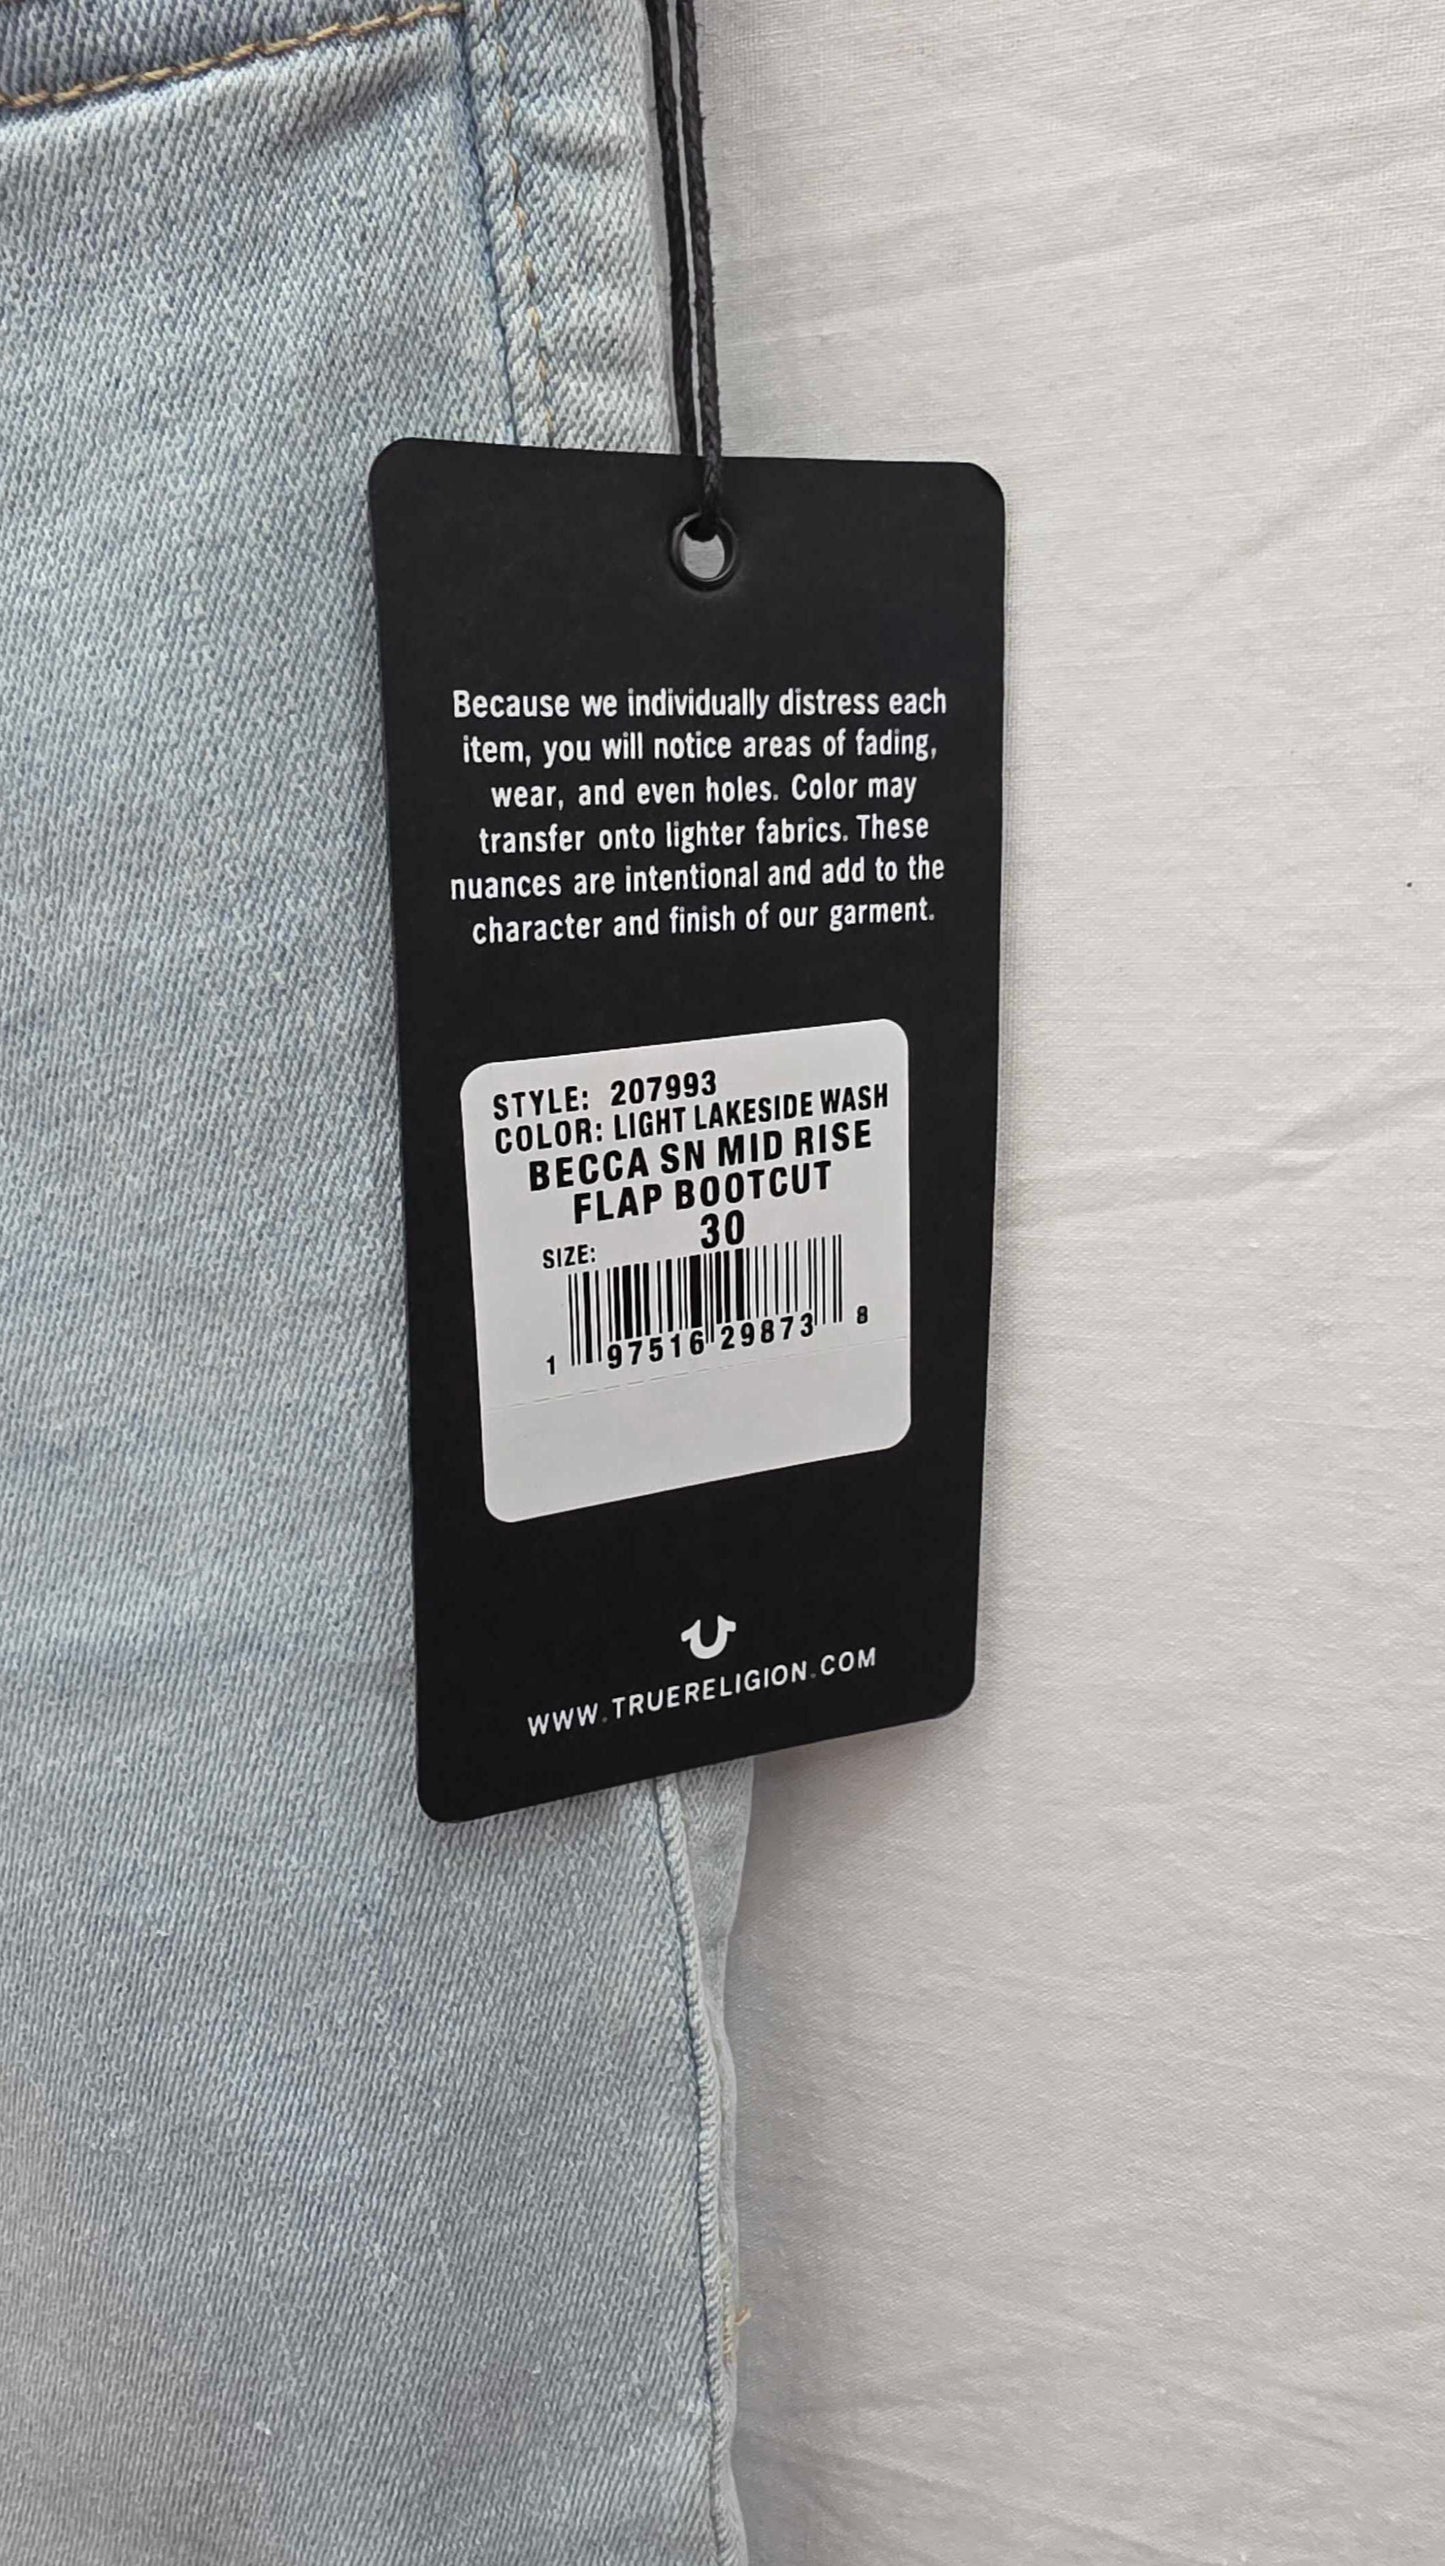 Because we individually distress each
item, you will notice areas of fading,
wear, and even holes. Color may
transfer onto lighter fabrics. These
nuances are intentional and add to the
character and finish of our garment.
STYLE: 207993
COLOR: LIGHT LAKESIDE WASH
BECCA SN MID RISE
FLAP BOOTCUT
SIZE: 30
1 97516 29873 8
WWW.TRUERELIGION.COM